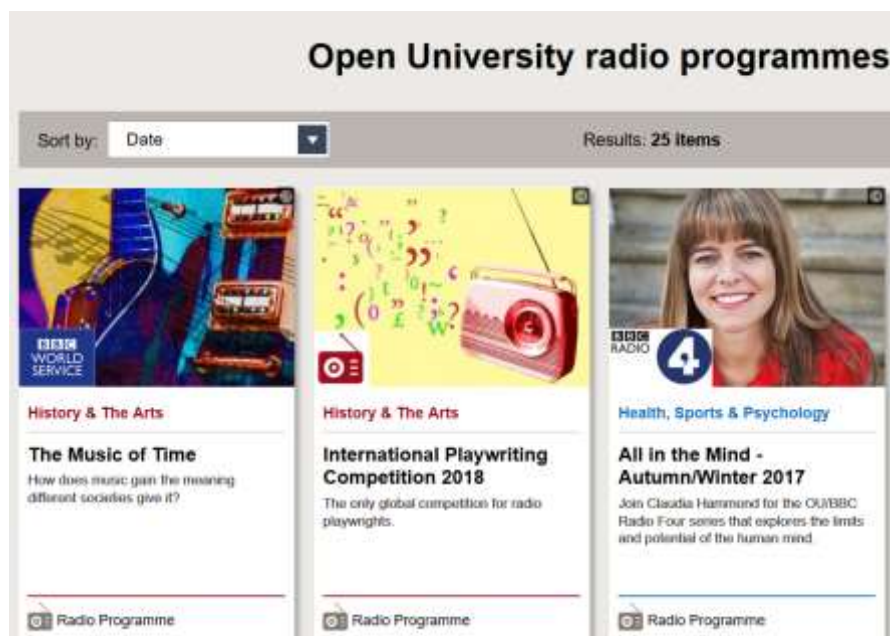 Open University radio programmes
Sort by: Date
Results: 25 items
BBC
WORLD
SERVICE
History & The Arts
The Music of Time
How does music gain the meaning
different societies give it?
Radio Programme
History & The Arts
International Playwriting
Competition 2018
The only global competition for radio
playwrights.
Radio Programme
BBC
RADIO
4
Health, Sports & Psychology
All in the Mind -
Autumn/Winter 2017
Join Claudia Hammond for the OU/BBC
Radio Four series that explores the limits
and potential of the human mind.
Radio Programme